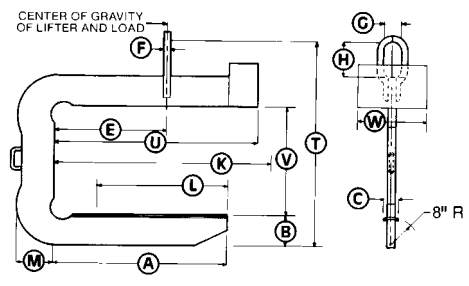 CENTER OF GRAVITY
OF LIFTER AND LOAD
F
G
H
E
U
W
K
V
T
L
C
8" R
B
M
A